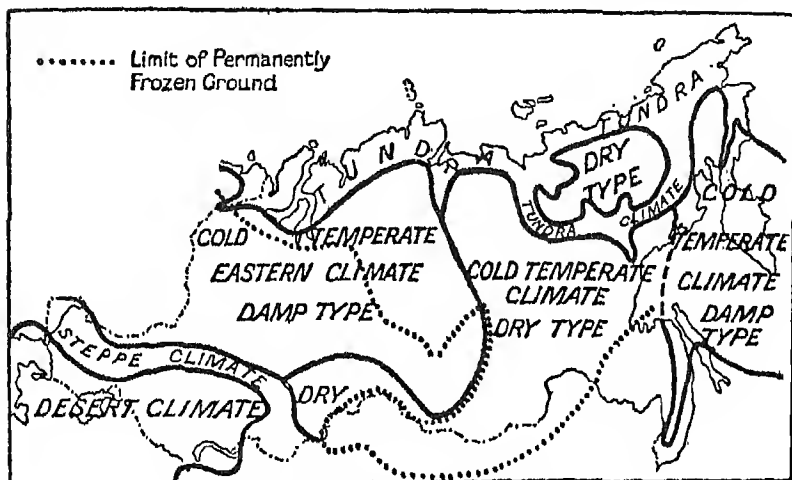 Limit of Permanently
Frozen Ground
TUNDRA
TUNDRA
DRY
TYPE
TUNDRA CLIMATE
COLD
TEMPERATE
CLIMATE
DAMP
TYPE
COLD TEMPERATE
EASTERN CLIMATE
DAMP TYPE
COLD TEMPERATE
CLIMATE
DRY TYPE
STEPPE CLIMATE
DRY
DESERT CLIMATE